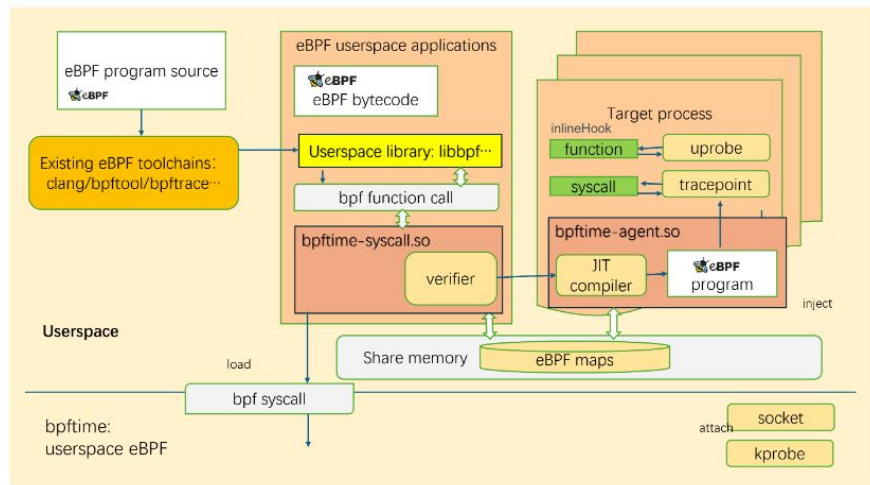 eBPF program source
eBPF
Existing eBPF toolchains:
clang/bpftool/bpftrace…
eBPF userspace applications
eBPF
eBPF bytecode
Userspace library: libbpf…
bpf function call
bpftime-syscall.so
verifier
Target process
inlineHook
function
uprobe
syscall
tracepoint
bpftime-agent.so
JIT
compiler
eBPF
program
inject
Userspace
Share memory
eBPF maps
load
bpf syscall
bpftime:
userspace eBPF
attach
socket
kprobe